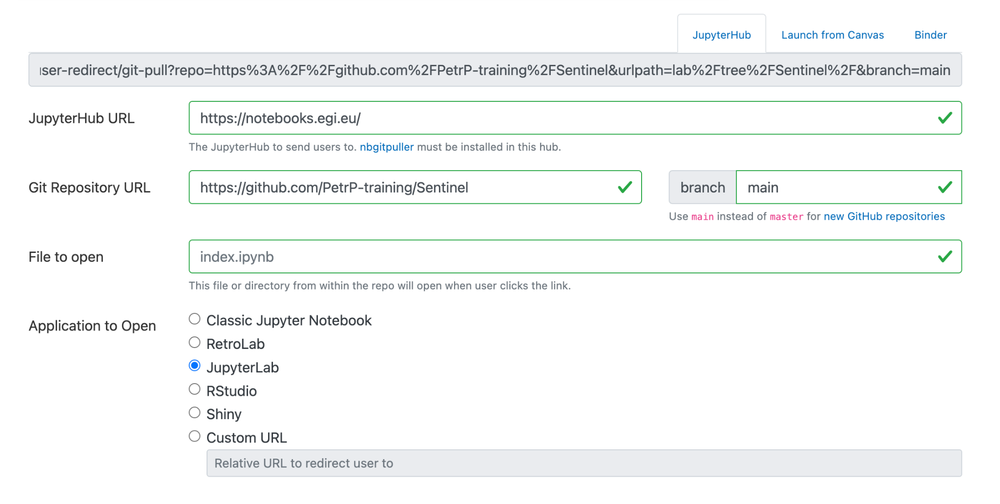 JupyterHub Launch from Canvas Binder
ser-redirect/git-pull?repo=https%3A%2F%2Fgithub.com%2FPetrP-training%2FSentinel&urlpath=lab%2Ftree%2FSentinel%2F&branch=main
JupyterHub URL https://notebooks.egi.eu/
The JupyterHub to send users to. nbgitpuller must be installed in this hub.
Git Repository URL https://github.com/PetrP-training/Sentinel branch main
Use main instead of master for new GitHub repositories
File to open index.ipynb
This file or directory from within the repo will open when user clicks the link.
Application to Open Classic Jupyter Notebook
RetroLab
JupyterLab
RStudio
Shiny
Custom URL
Relative URL to redirect user to